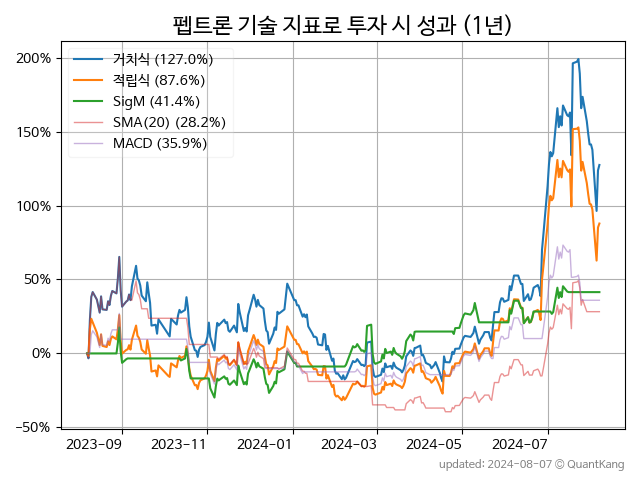 펩트론 기술 지표로 투자 시 성과 (1년)
200%
150%
100%
50%
0%
−50%
거치식 (127.0%)
적립식 (87.6%)
SigM (41.4%)
SMA(20) (28.2%)
MACD (35.9%)
2023-09 2023-11 2024-01 2024-03 2024-05 2024-07
updated: 2024-08-07 © QuantKang